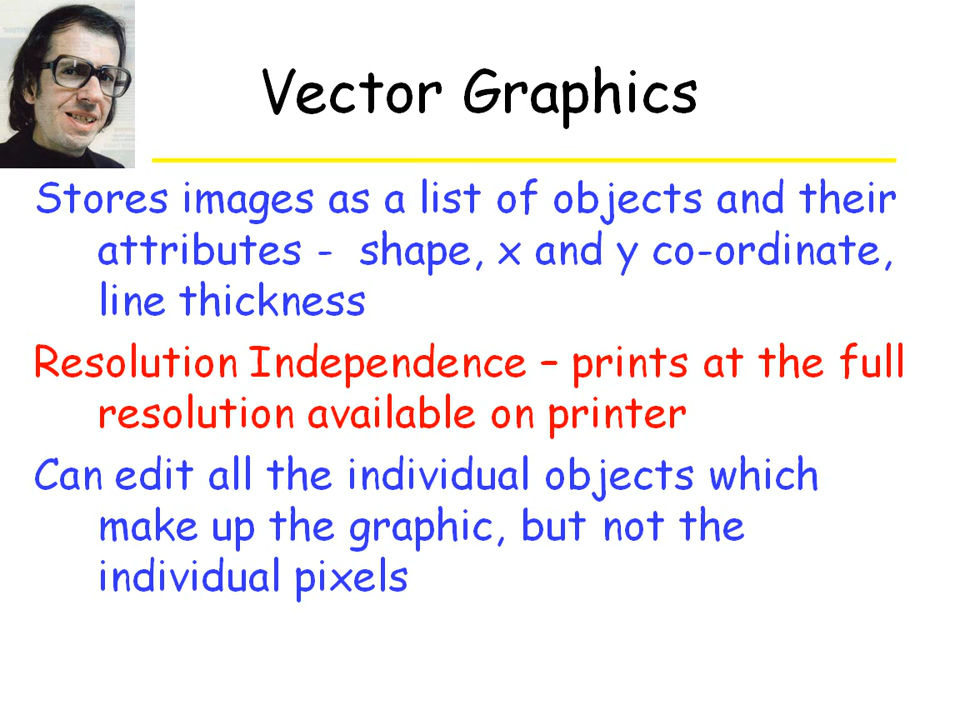 Vector Graphics
Stores images as a list of objects and their
attributes -  shape, x and y co-ordinate,
line thickness
Resolution Independence – prints at the full
resolution available on printer
Can edit all the individual objects which
make up the graphic, but not the
individual pixels